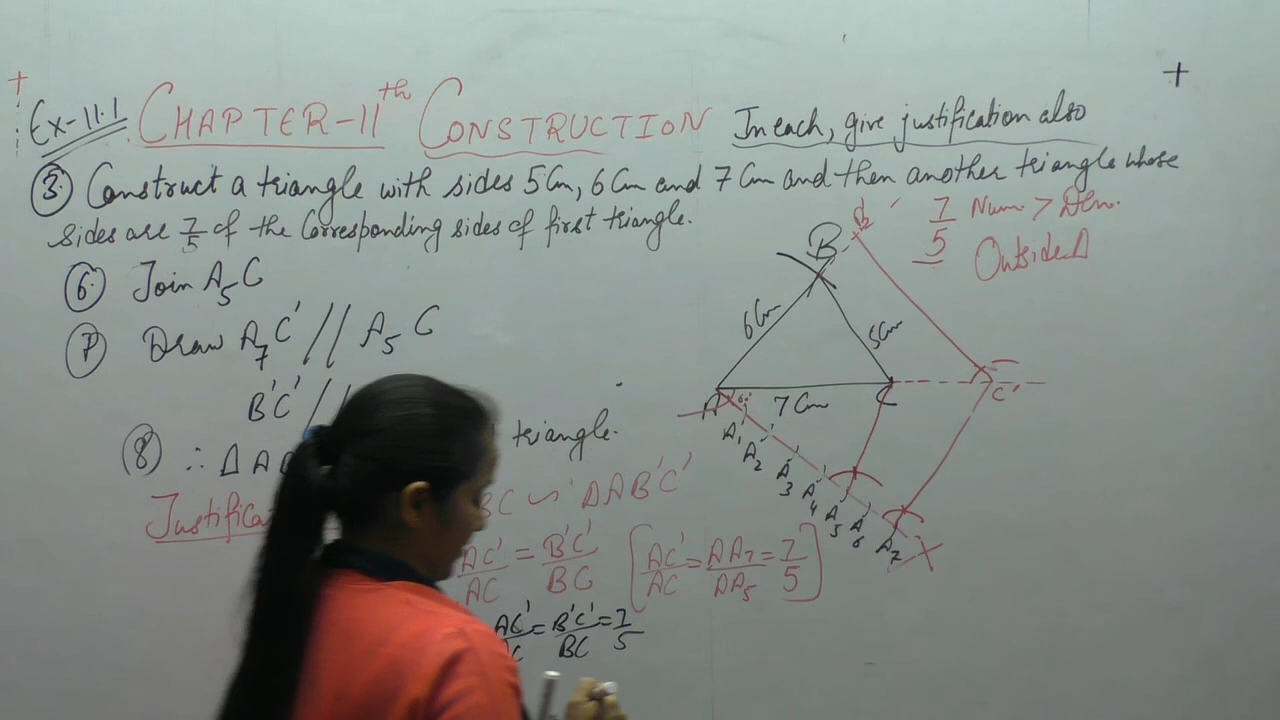 Ex-11.1 CHAPTER-11th CONSTRUCTION In each, give justification also
3. Construct a triangle with sides 5Cm, 6Cm and 7Cm and then another triangle whose
sides are 7/5 of the Corresponding sides of first triangle.
7/5 Num > Den.
Outside Δ
6. Join A5C
7. Draw A7C' // A5C
B'C' //
8. ∴ Δ A triangle.
BC ∽ ΔAB'C'
AC'/AC = B'C'/BC [AC'/AC = AA7/AA5 = 7/5]
AC' = B'C'/BC = 7/5
B
6Cm
5Cm
A
7Cm
C
C'
A1
A2
A3
A4
A5
A6
A7
X